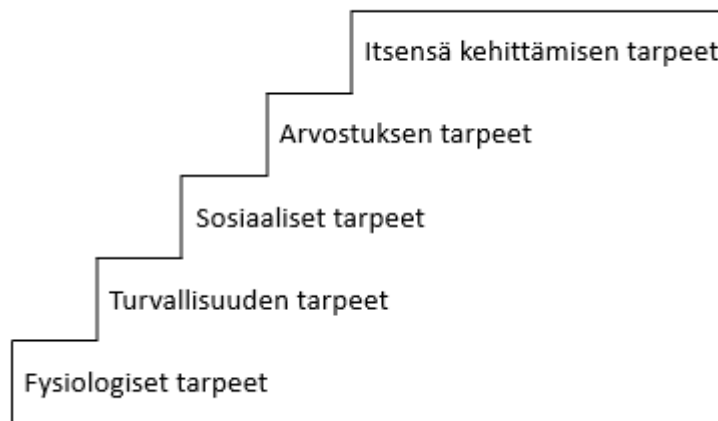 Itsensä kehittämisen tarpeet
Arvostuksen tarpeet
Sosiaaliset tarpeet
Turvallisuuden tarpeet
Fysiologiset tarpeet